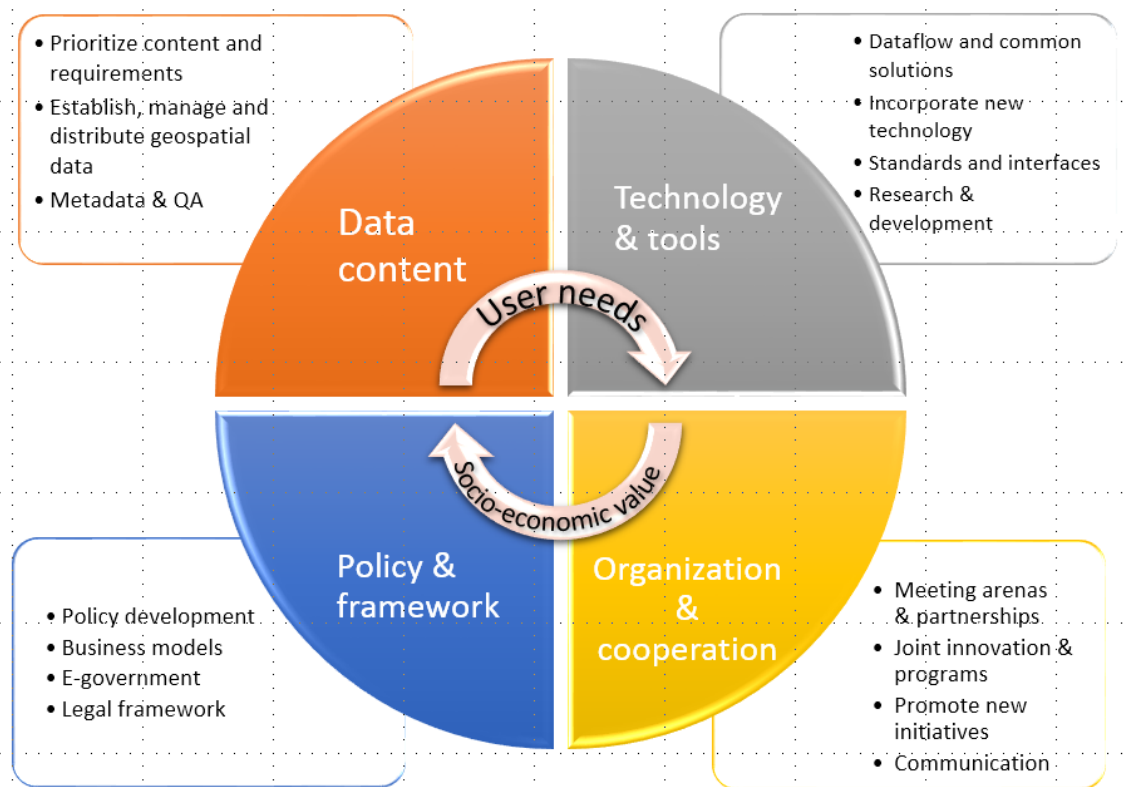 • Prioritize content and
requirements
• Establish, manage and
distribute geospatial
data
• Metadata & QA
• Dataflow and common
solutions
• Incorporate new
technology
• Standards and interfaces
• Research &
development
Data
content
Technology
& tools
User needs
Socio-economic value
Policy &
framework
Organization
&
cooperation
• Policy development
• Business models
• E-government
• Legal framework
• Meeting arenas
& partnerships
• Joint innovation &
programs
• Promote new
initiatives
• Communication